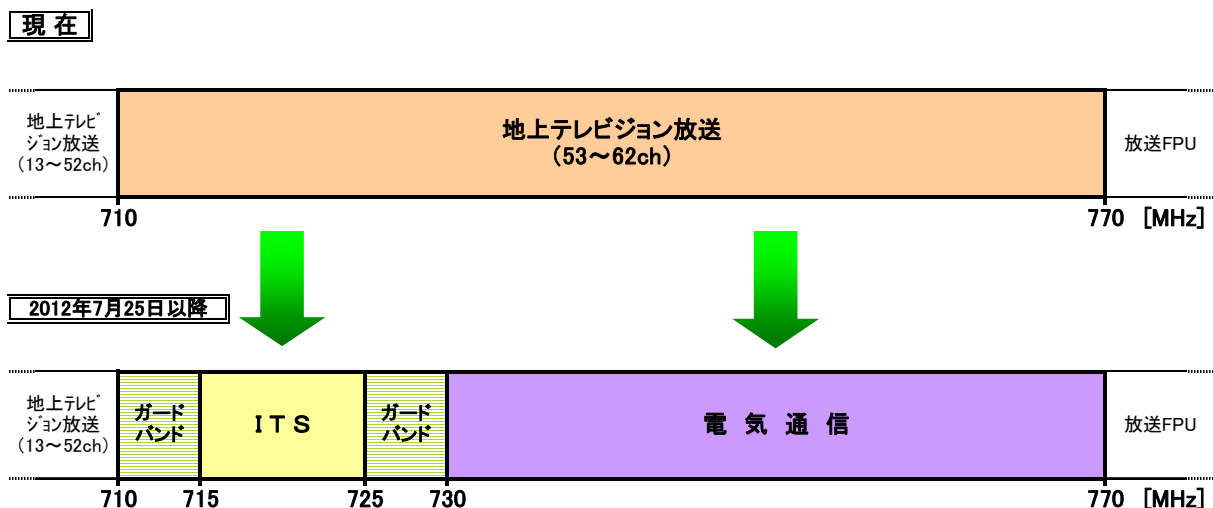 現 在
地上ﾃﾚﾋﾞ
ｼﾞｮﾝ放送
(13～52ch)
地上テレビジョン放送
(53～62ch)
放送FPU
710
770 [MHz]
2012年7月25日以降
地上ﾃﾚﾋﾞ
ｼﾞｮﾝ放送
(13～52ch)
ガード
バンド
ＩＴＳ
ガード
バンド
電 気 通 信
放送FPU
710 715 725 730 770 [MHz]